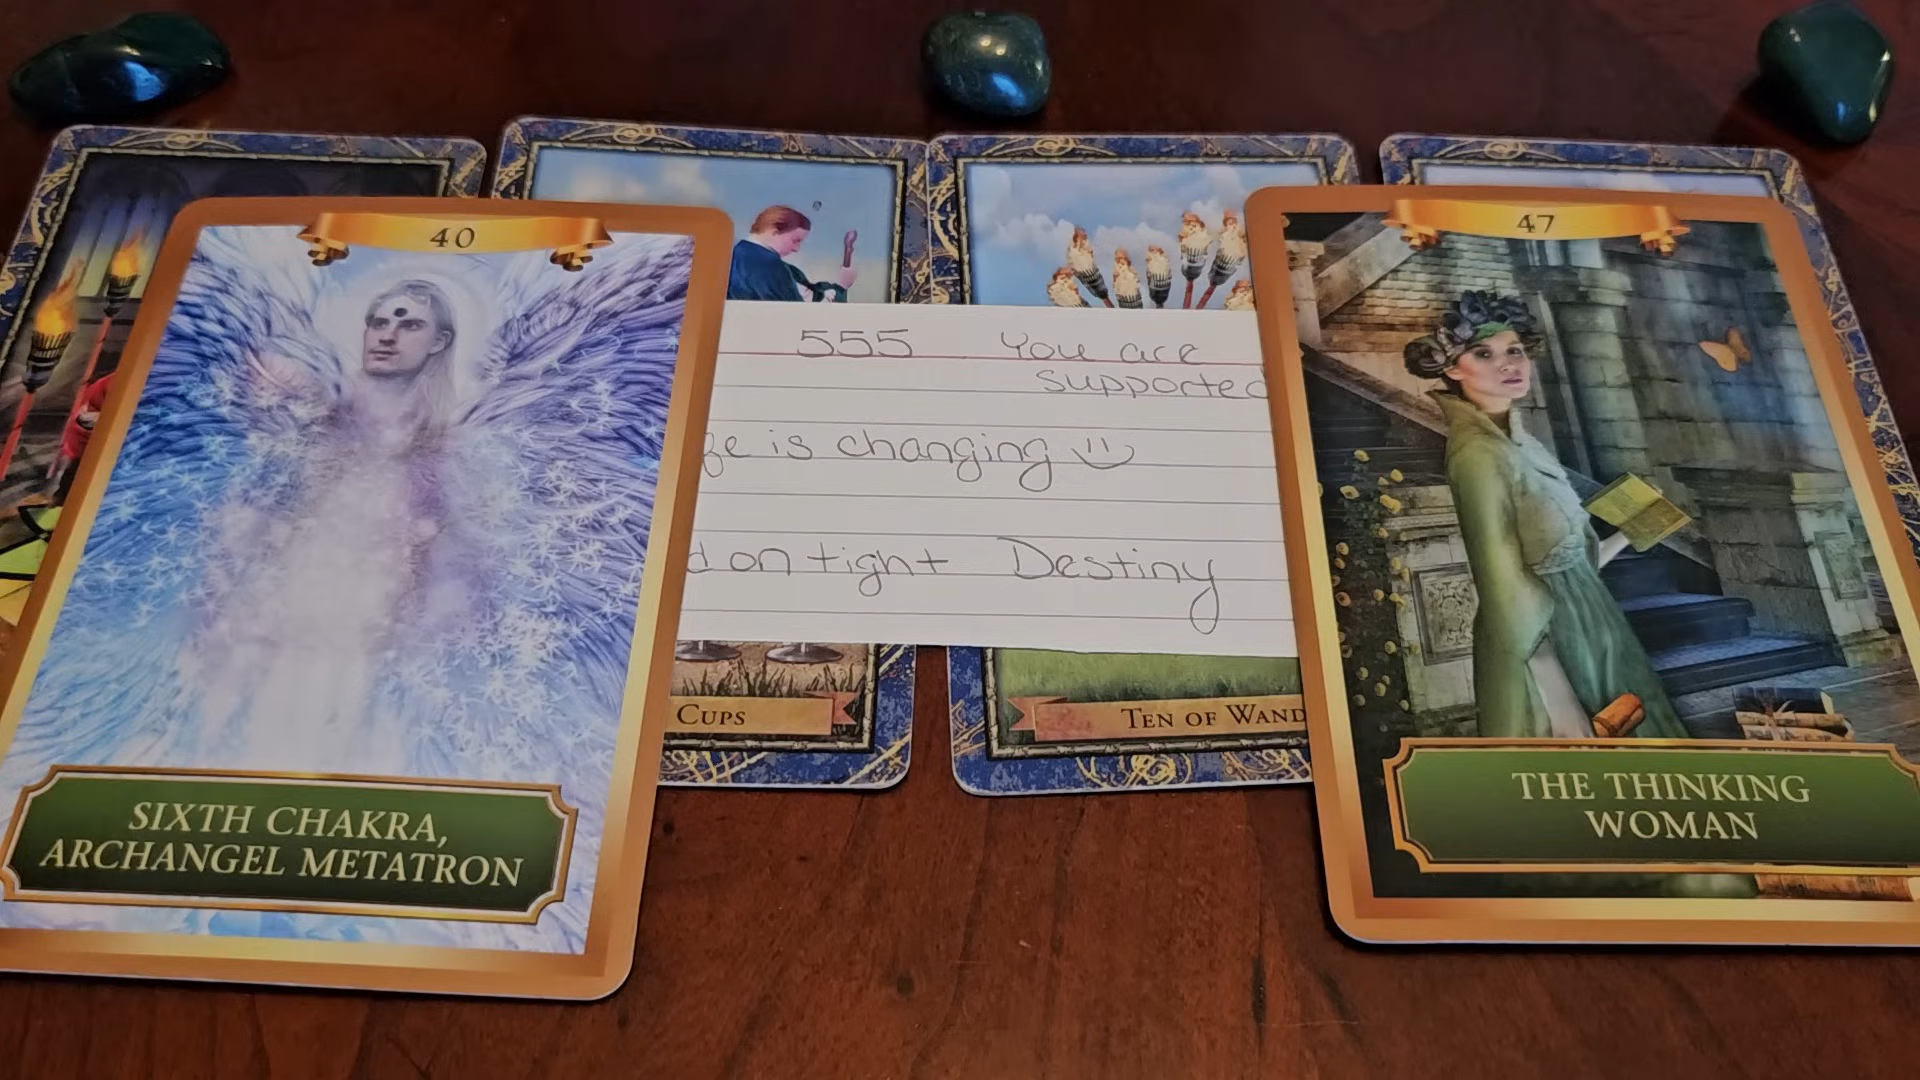 40
47
555 You are
supported
fe is changing
d on tight Destiny
CUPS
TEN OF WAND
SIXTH CHAKRA,
ARCHANGEL METATRON
THE THINKING
WOMAN